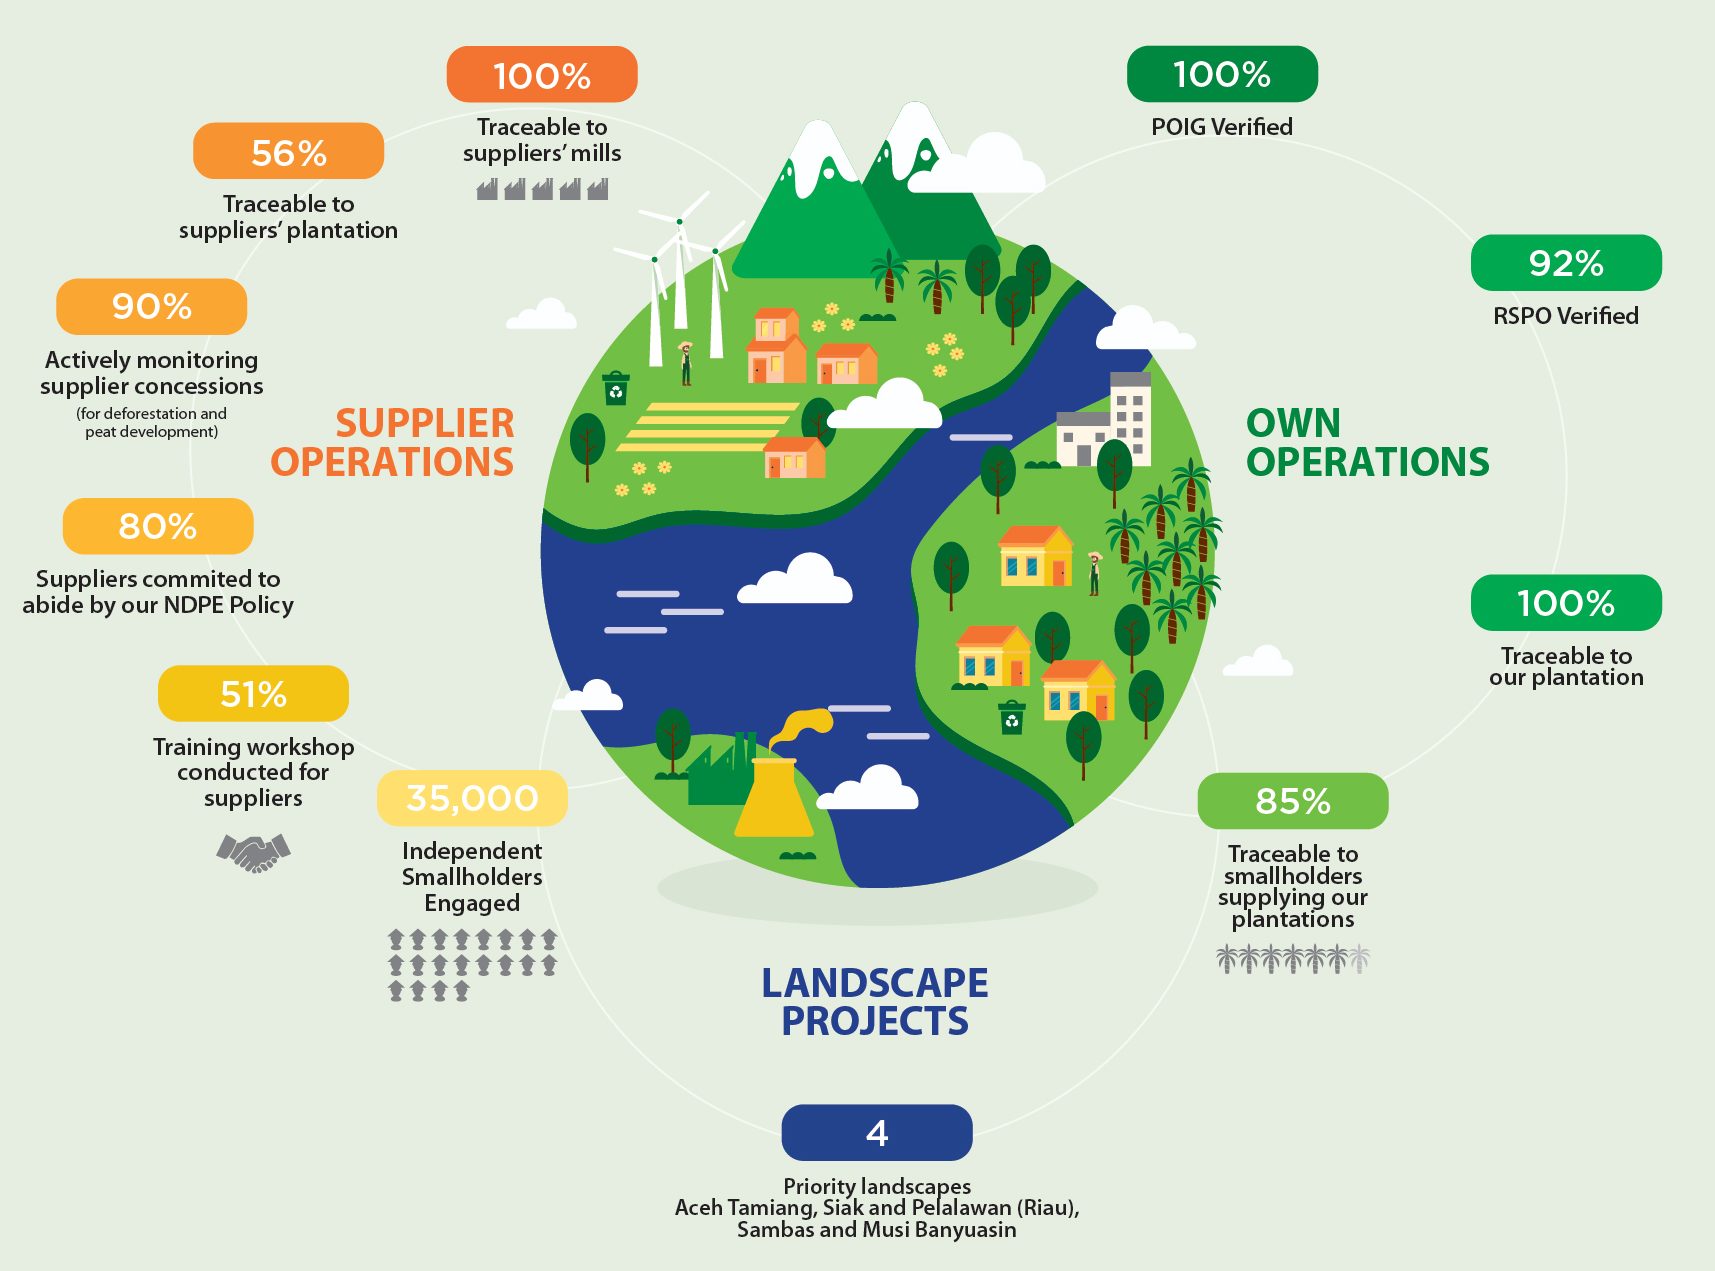 100%
Traceable to
suppliers’ mills
56%
Traceable to
suppliers’ plantation
90%
Actively monitoring
supplier concessions
(for deforestation and
peat development)
SUPPLIER
OPERATIONS
80%
Suppliers commited to
abide by our NDPE Policy
51%
Training workshop
conducted for
suppliers
35,000
Independent
Smallholders
Engaged
100%
POIG Verified
92%
RSPO Verified
OWN
OPERATIONS
100%
Traceable to
our plantation
85%
Traceable to
smallholders
supplying our
plantations
LANDSCAPE
PROJECTS
4
Priority landscapes
Aceh Tamiang, Siak and Pelalawan (Riau),
Sambas and Musi Banyuasin